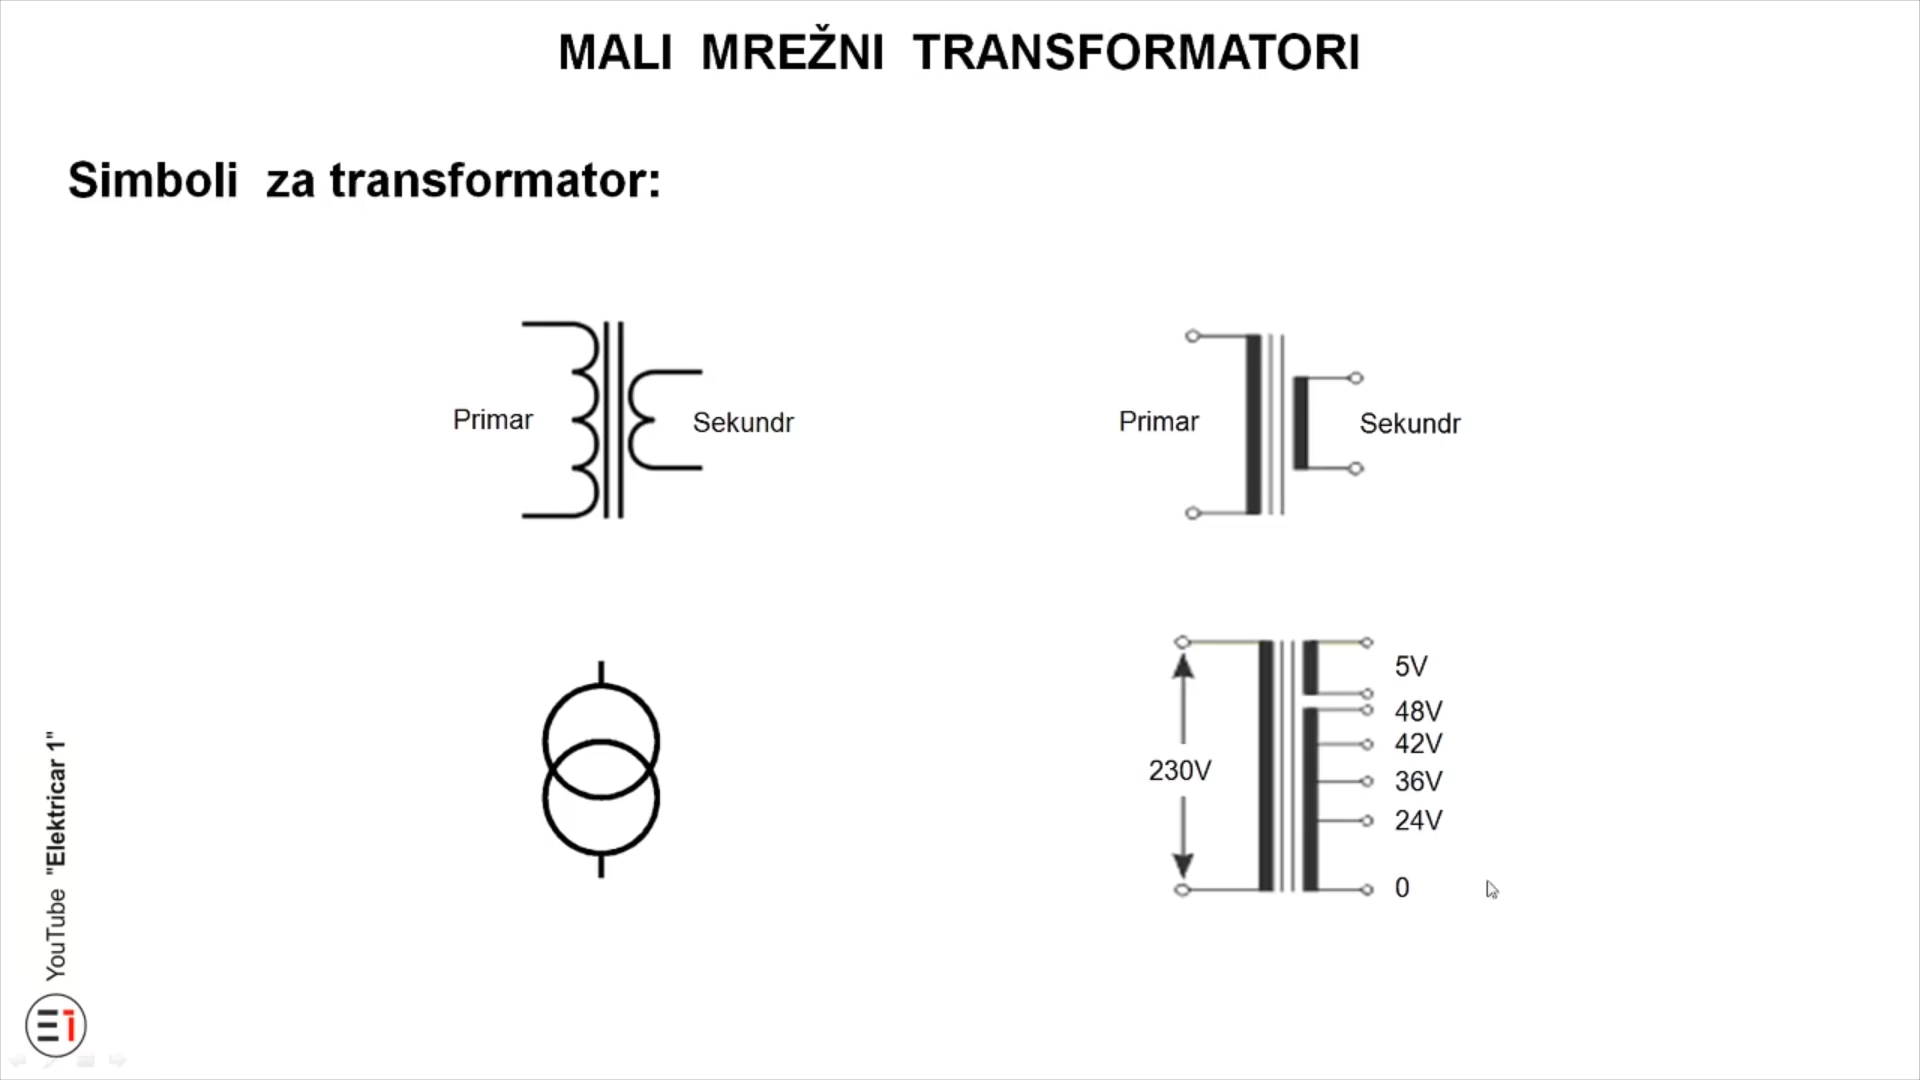 MALI MREŽNI TRANSFORMATORI
Simboli za transformator:
Primar
Sekundr
Primar
Sekundr
230V
5V
48V
42V
36V
24V
0
YouTube "Elektricar 1"
Ei